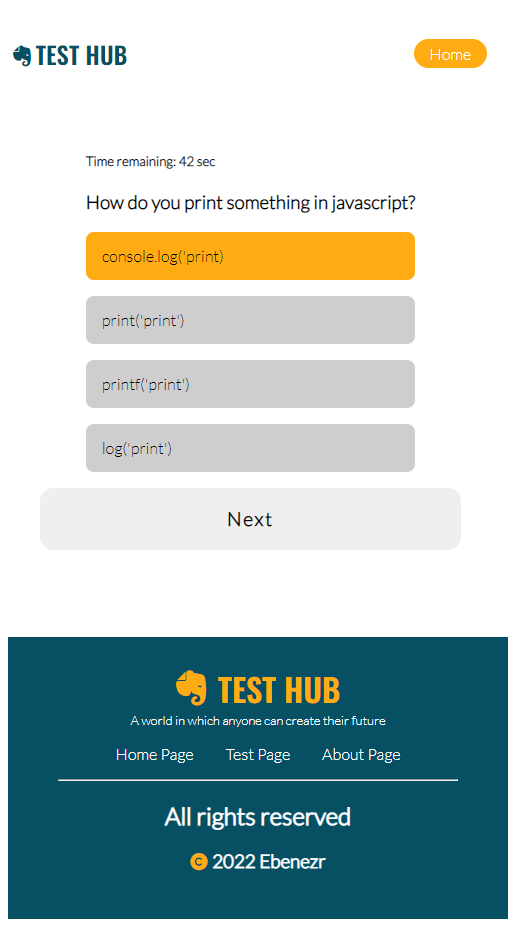 TEST HUB
Home
Time remaining: 42 sec
How do you print something in javascript?
console.log('print)
print('print')
printf('print')
log('print')
Next
TEST HUB
A world in which anyone can create their future
Home Page Test Page About Page
All rights reserved
© 2022 Ebenezr